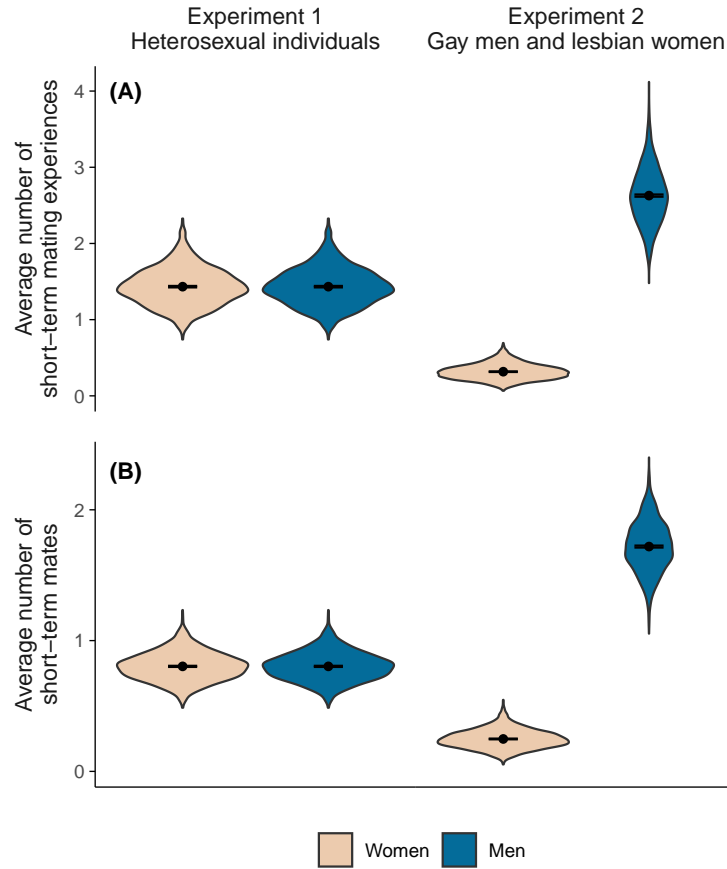 Experiment 1
Heterosexual individuals
Experiment 2
Gay men and lesbian women
(A)
Average number of
short−term mating experiences
4
3
2
1
0
(B)
Average number of
short−term mates
2
1
0
Women
Men